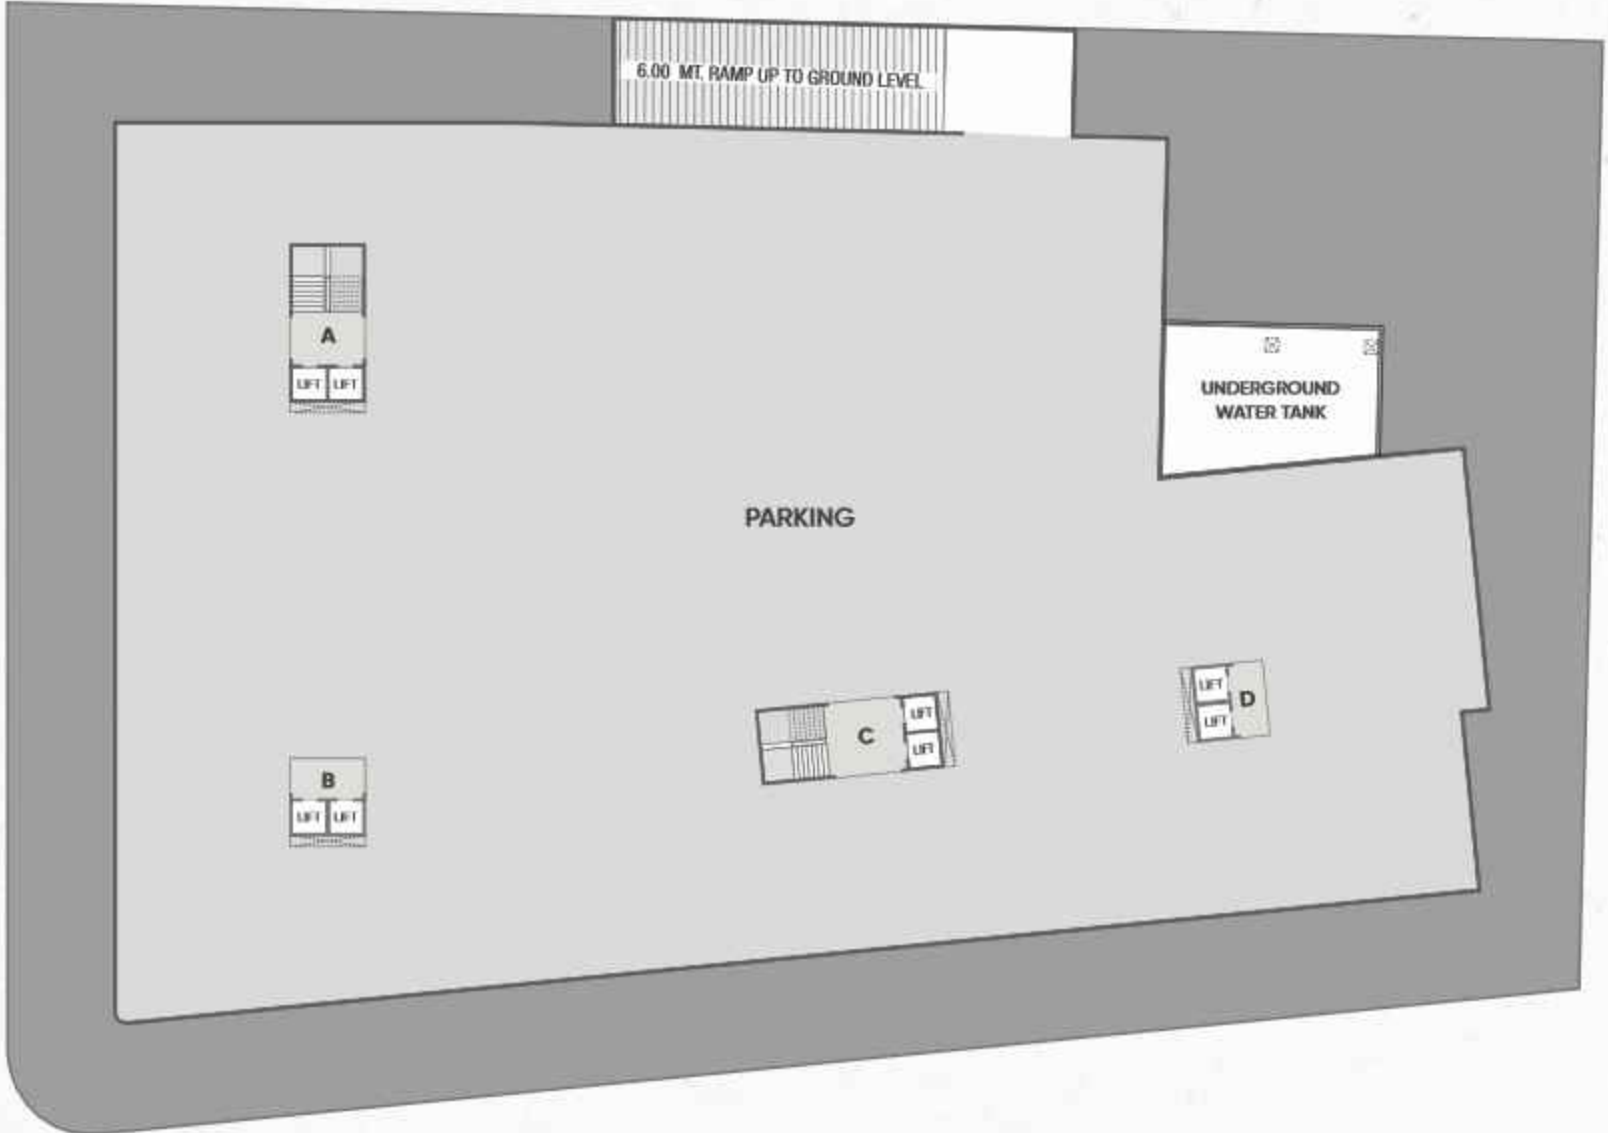 6.00 MT. RAMP UP TO GROUND LEVEL
A
LIFT LIFT
UNDERGROUND
WATER TANK
PARKING
LIFT
D
LIFT
LIFT
C
LIFT
B
LIFT LIFT